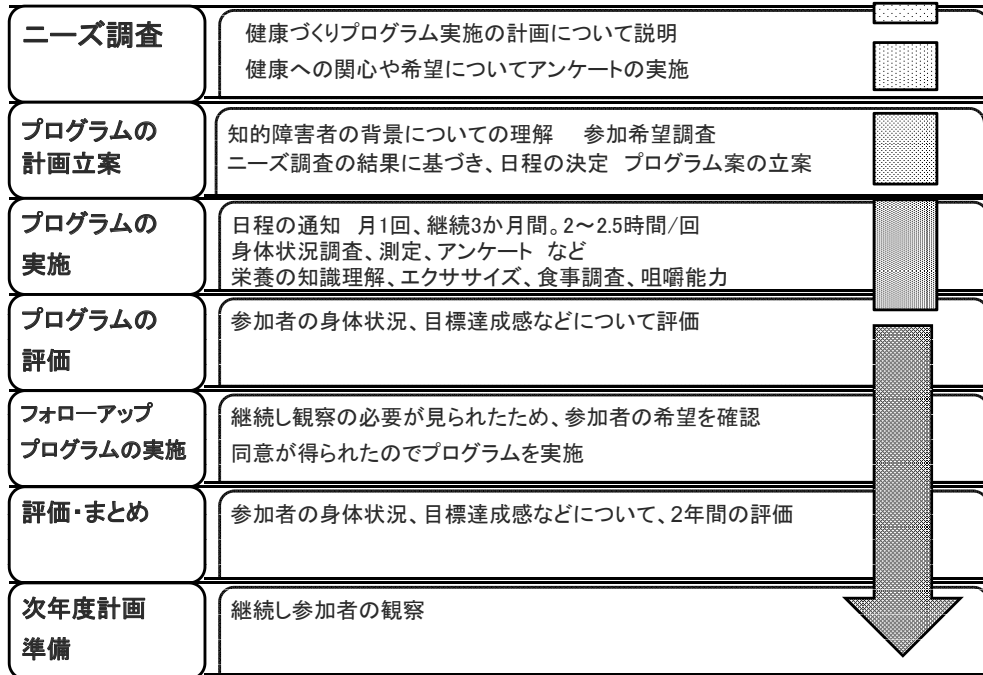 ニーズ調査
健康づくりプログラム実施の計画について説明
健康への関心や希望についてアンケートの実施
プログラムの
計画立案
知的障害者の背景についての理解　参加希望調査
ニーズ調査の結果に基づき、日程の決定　プログラム案の立案
プログラムの
実施
日程の通知　月1回、継続3か月間。2～2.5時間/回
身体状況調査、測定、アンケート　など
栄養の知識理解、エクササイズ、食事調査、咀嚼能力
プログラムの
評価
参加者の身体状況、目標達成感などについて評価
フォローアップ
プログラムの実施
継続し観察の必要が見られたため、参加者の希望を確認
同意が得られたのでプログラムを実施
評価・まとめ
参加者の身体状況、目標達成感などについて、2年間の評価
次年度計画
準備
継続し参加者の観察